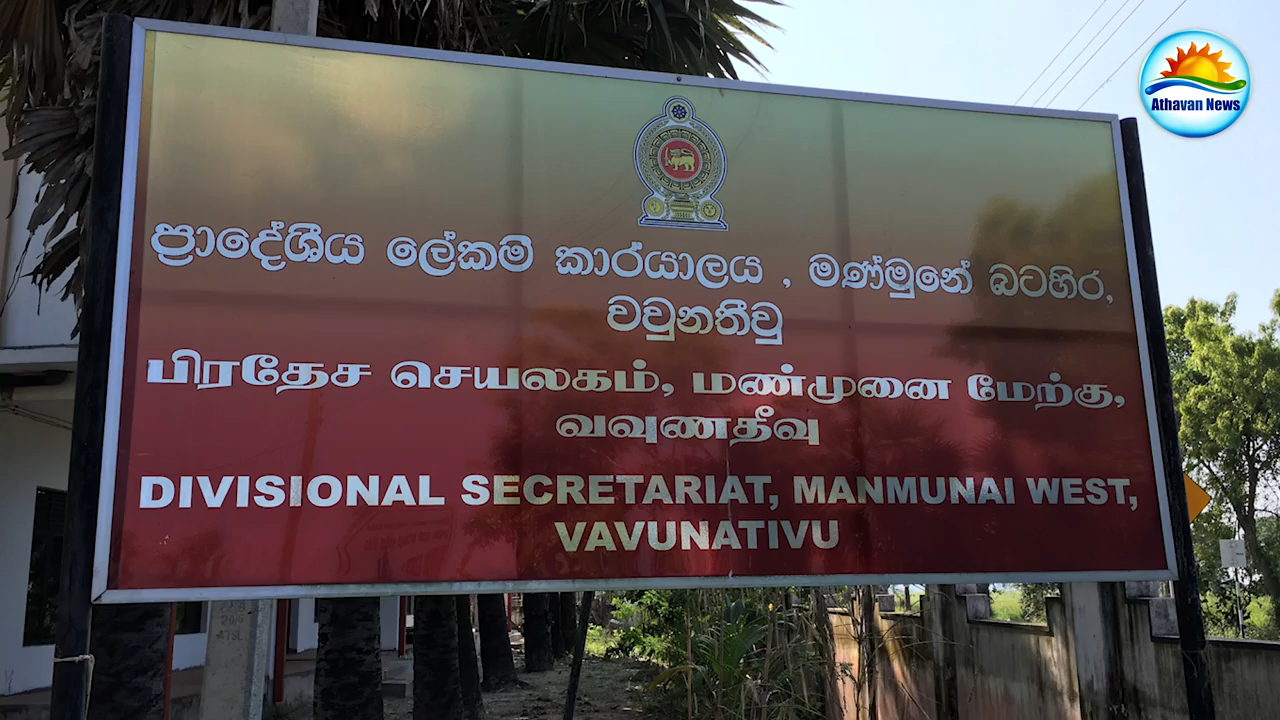 Athavan News
ප්‍රාදේශීය ලේකම් කාර්යාලය , මණ්මුනේ බටහිර,
වවුනතීවු
பிரதேச செயலகம், மண்முனை மேற்கு,
வவுணதீவு
DIVISIONAL SECRETARIAT, MANMUNAI WEST,
VAVUNATIVU